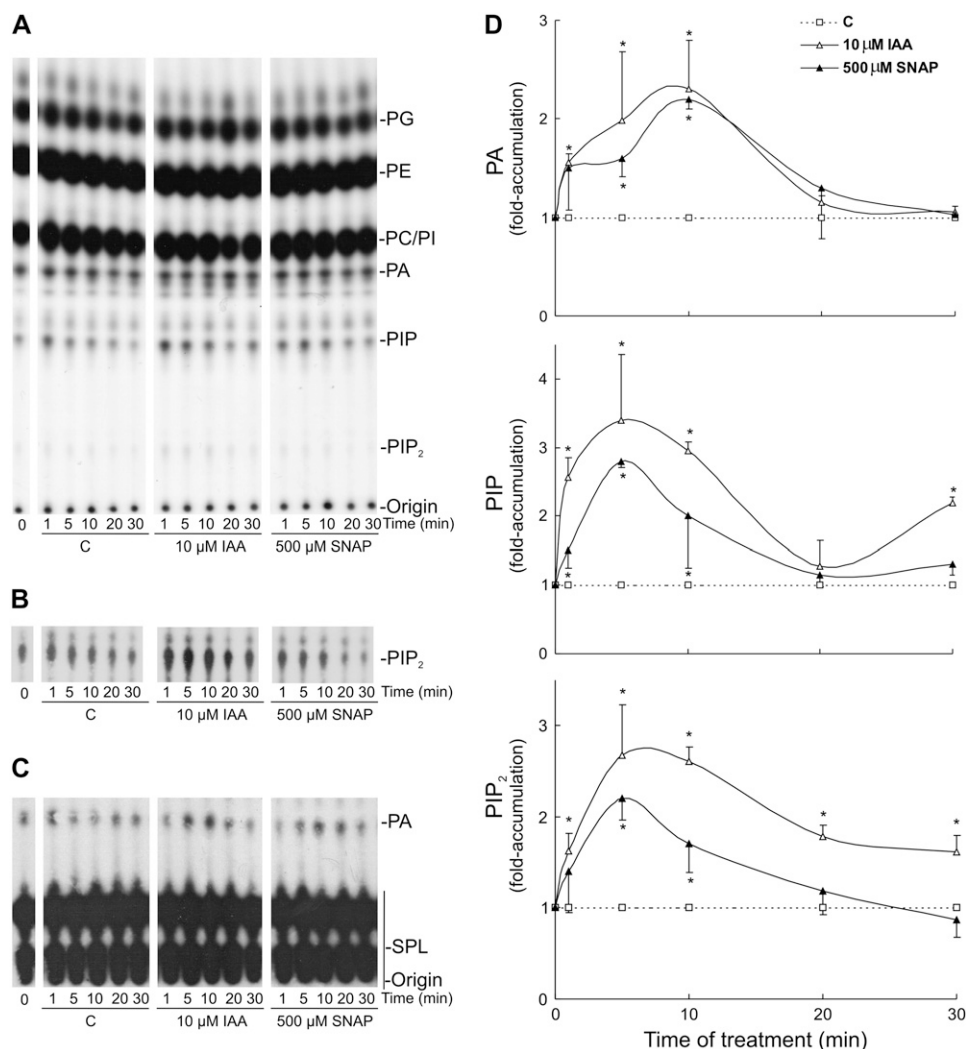 A
-PG
-PE
-PC/PI
-PA
-PIP
-PIP₂
-Origin
0 1 5 10 20 30 1 5 10 20 30 1 5 10 20 30 Time (min)
C 10 µM IAA 500 µM SNAP
B
-PIP₂
0 1 5 10 20 30 1 5 10 20 30 1 5 10 20 30 Time (min)
C 10 µM IAA 500 µM SNAP
C
-PA
-SPL
-Origin
0 1 5 10 20 30 1 5 10 20 30 1 5 10 20 30 Time (min)
C 10 µM IAA 500 µM SNAP
D
C
10 µM IAA
500 µM SNAP
PA
(fold-accumulation)
3
2
1
0
* * *
* *
PIP
(fold-accumulation)
4
3
2
1
0
* * * *
* * *
PIP₂
(fold-accumulation)
3
2
1
0
* * * * *
* *
0 10 20 30
Time of treatment (min)